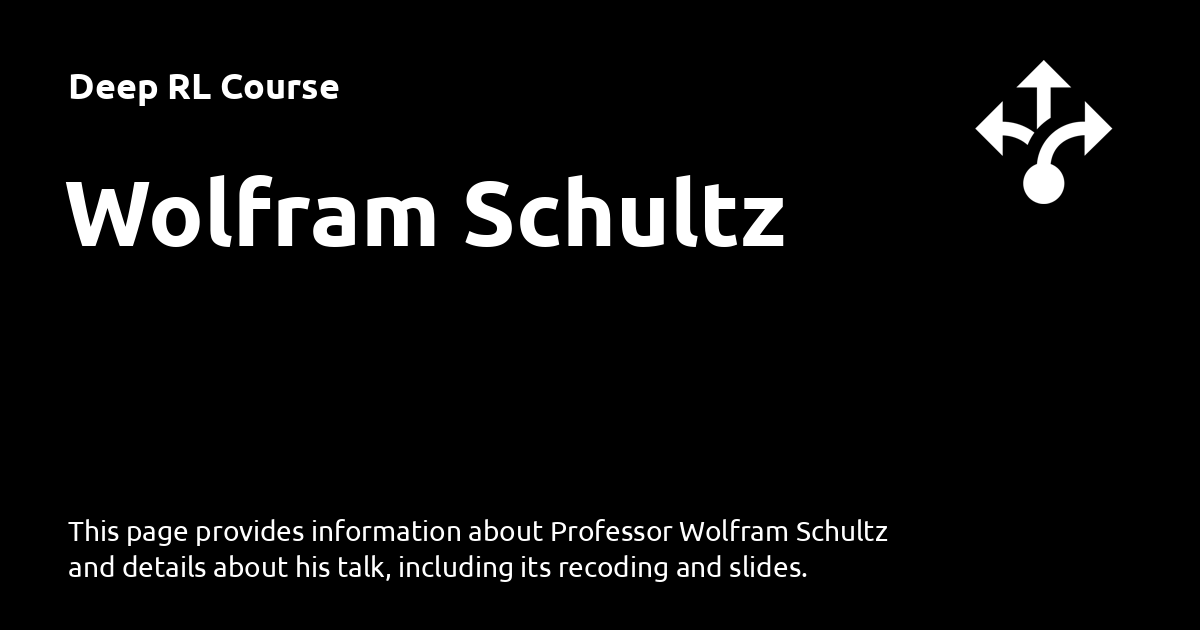 Deep RL Course
Wolfram Schultz
This page provides information about Professor Wolfram Schultz
and details about his talk, including its recoding and slides.